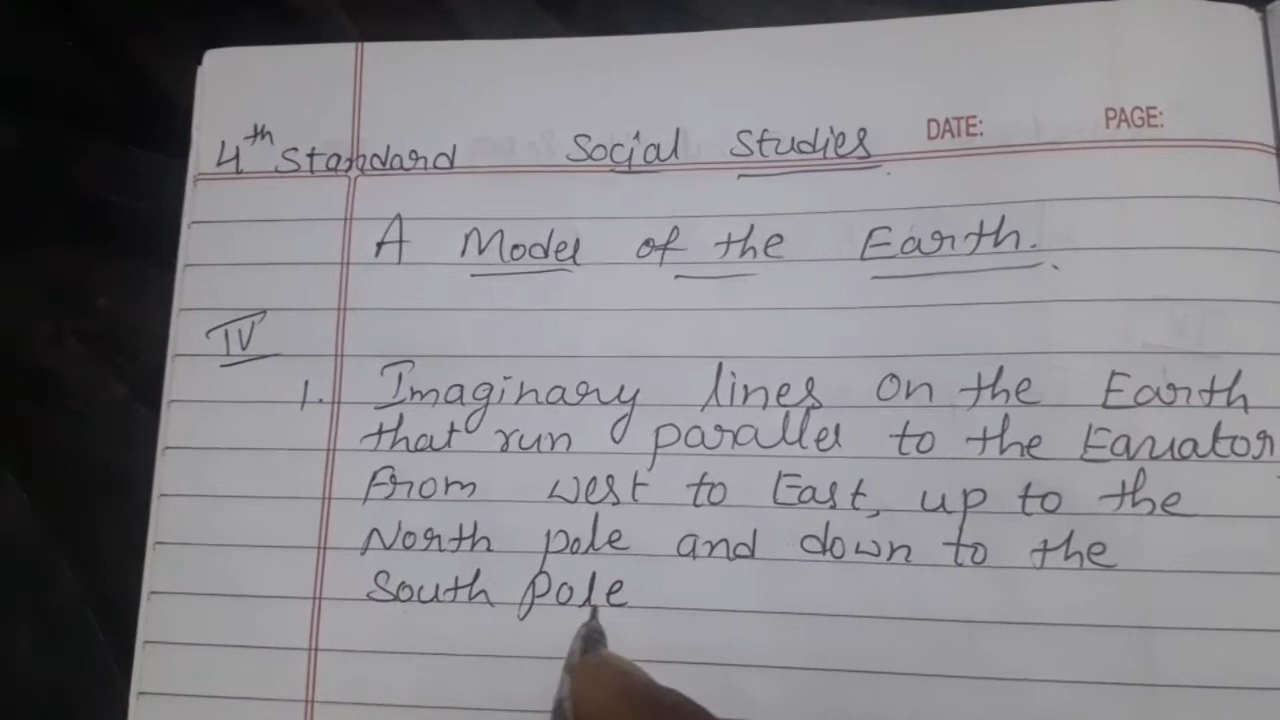 4th Standard Social Studies DATE: PAGE:
A Model of the Earth.
IV
1. Imaginary lines on the Earth
that run parallel to the Equator
From west to East, up to the
North pole and down to the
South pole